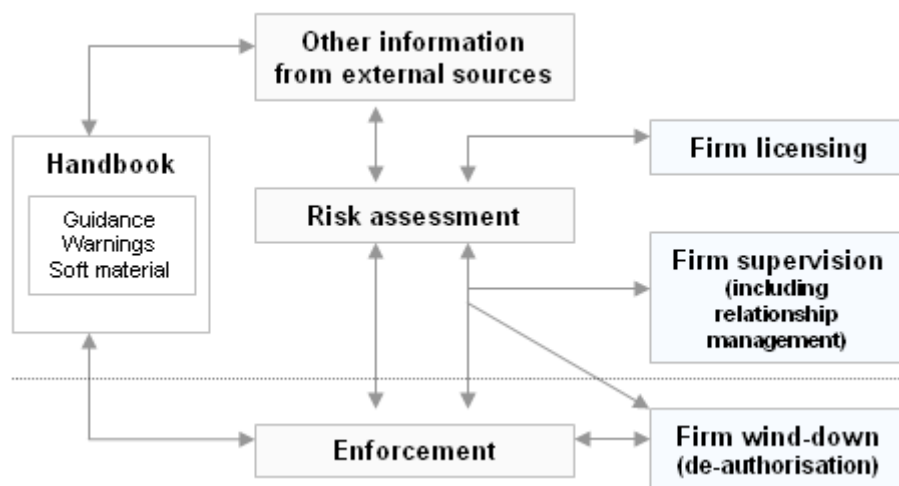 Other information
from external sources
Handbook
Guidance
Warnings
Soft material
Firm licensing
Risk assessment
Firm supervision
(including
relationship
management)
Enforcement
Firm wind-down
(de-authorisation)